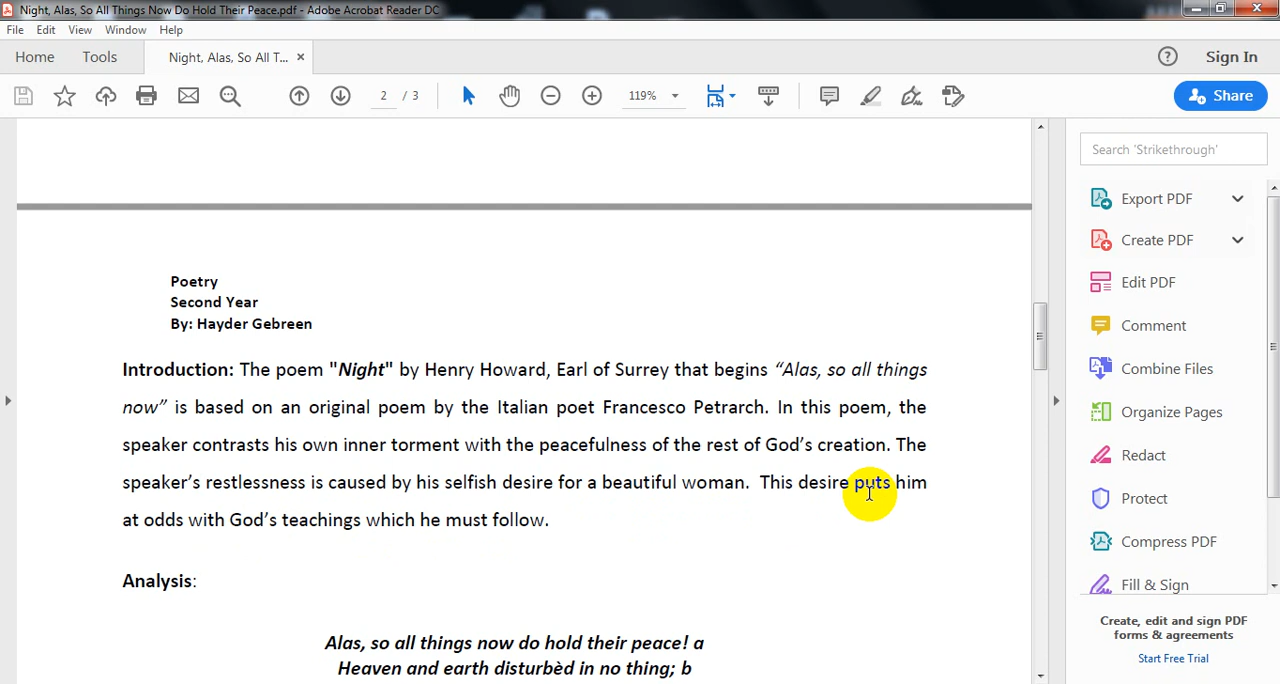 Night, Alas, So All Things Now Do Hold Their Peace.pdf - Adobe Acrobat Reader DC
File Edit View Window Help
Home Tools Night, Alas, So All T... × Sign In
2 / 3 119% Share
Search 'Strikethrough'
Export PDF
Create PDF
Edit PDF
Comment
Combine Files
Organize Pages
Redact
Protect
Compress PDF
Fill & Sign
Create, edit and sign PDF
forms & agreements
Start Free Trial
Poetry
Second Year
By: Hayder Gebreen
Introduction: The poem "Night" by Henry Howard, Earl of Surrey that begins “Alas, so all things
now” is based on an original poem by the Italian poet Francesco Petrarch. In this poem, the
speaker contrasts his own inner torment with the peacefulness of the rest of God’s creation. The
speaker’s restlessness is caused by his selfish desire for a beautiful woman. This desire puts him
at odds with God’s teachings which he must follow.
Analysis:
Alas, so all things now do hold their peace! a
Heaven and earth disturbèd in no thing; b